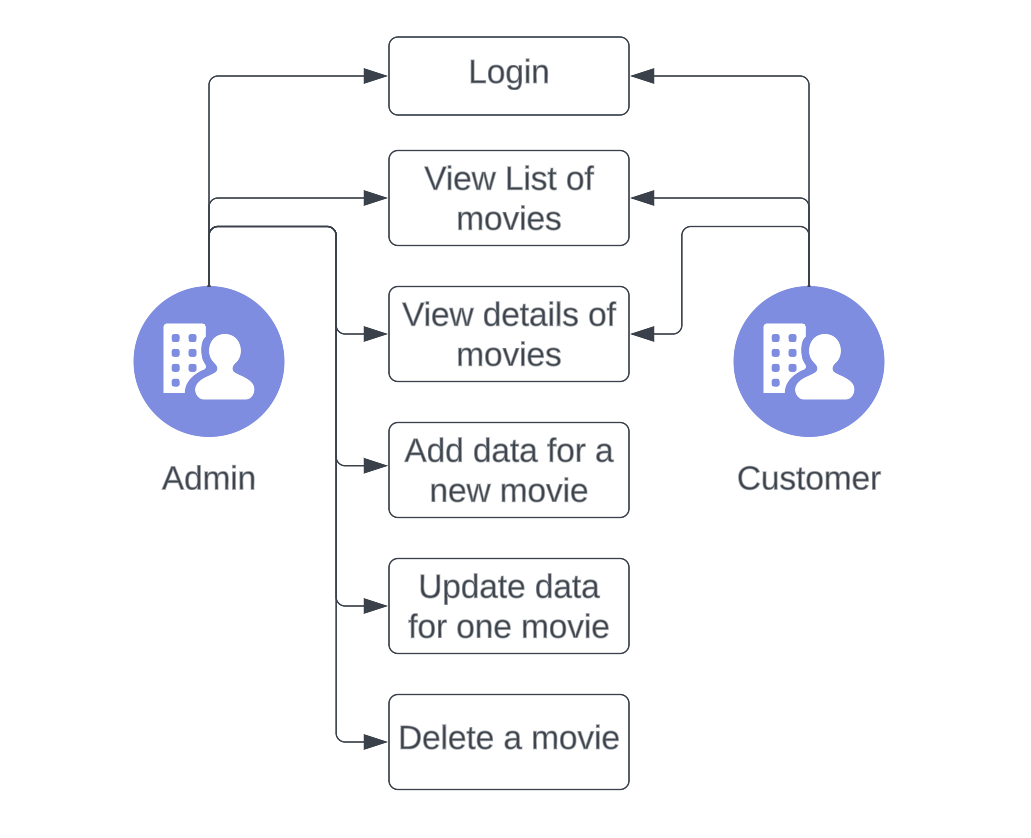 Login
View List of
movies
View details of
movies
Add data for a
new movie
Admin
Customer
Update data
for one movie
Delete a movie